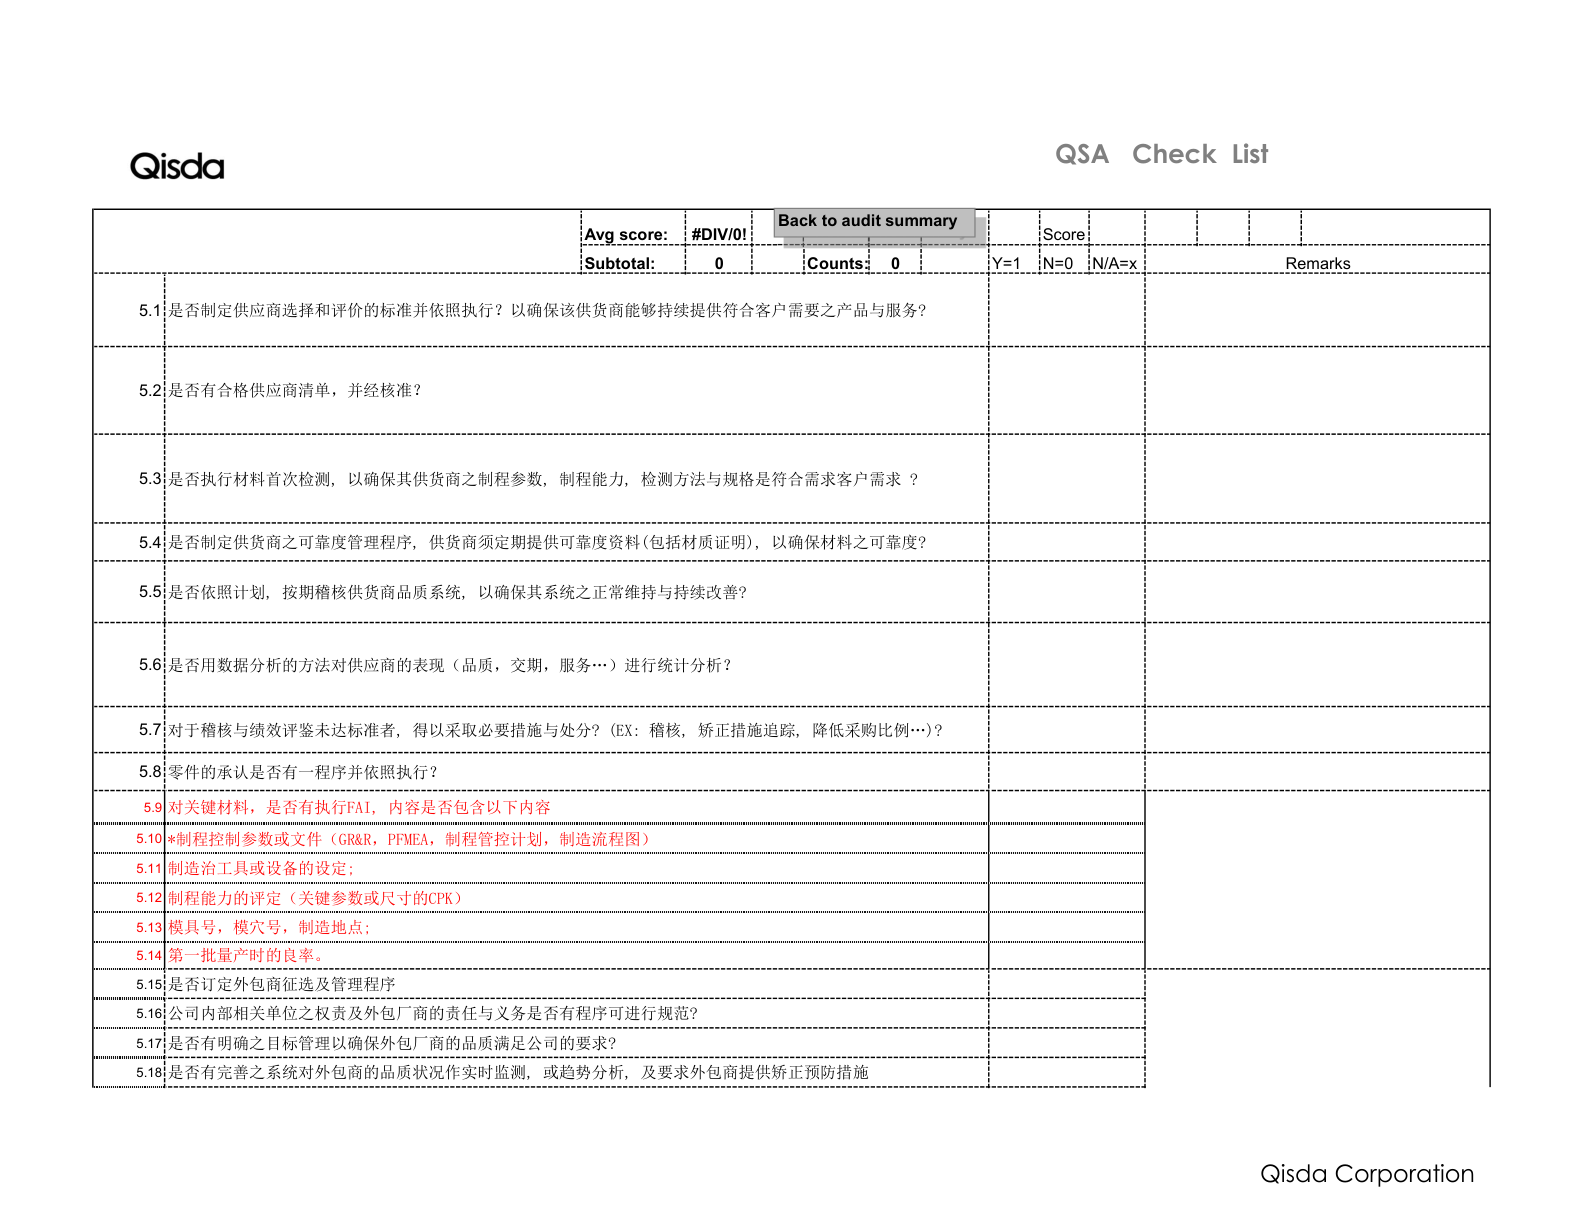 Qisda
QSA Check List
Avg score: #DIV/0! Back to audit summary Score
Subtotal: 0 Counts: 0 Y=1 N=0 N/A=x Remarks
5.1 是否制定供应商选择和评价的标准并依照执行? 以确保该供货商能够持续提供符合客户需要之产品与服务?
5.2 是否有合格供应商清单，并经核准？
5.3 是否执行材料首次检测, 以确保其供货商之制程参数, 制程能力, 检测方法与规格是符合需求客户需求 ?
5.4 是否制定供货商之可靠度管理程序, 供货商须定期提供可靠度资料(包括材质证明), 以确保材料之可靠度?
5.5 是否依照计划, 按期稽核供货商品质系统, 以确保其系统之正常维持与持续改善?
5.6 是否用数据分析的方法对供应商的表现（品质，交期，服务…）进行统计分析？
5.7 对于稽核与绩效评鉴未达标准者, 得以采取必要措施与处分? (EX: 稽核, 矫正措施追踪, 降低采购比例…)?
5.8 零件的承认是否有一程序并依照执行？
5.9 对关键材料，是否有执行FAI, 内容是否包含以下内容
5.10 *制程控制参数或文件（GR&R，PFMEA，制程管控计划，制造流程图）
5.11 制造治工具或设备的设定;
5.12 制程能力的评定（关键参数或尺寸的CPK）
5.13 模具号，模穴号，制造地点;
5.14 第一批量产时的良率。
5.15 是否订定外包商征选及管理程序
5.16 公司内部相关单位之权责及外包厂商的责任与义务是否有程序可进行规范?
5.17 是否有明确之目标管理以确保外包厂商的品质满足公司的要求?
5.18 是否有完善之系统对外包商的品质状况作实时监测, 或趋势分析, 及要求外包商提供矫正预防措施
Qisda Corporation